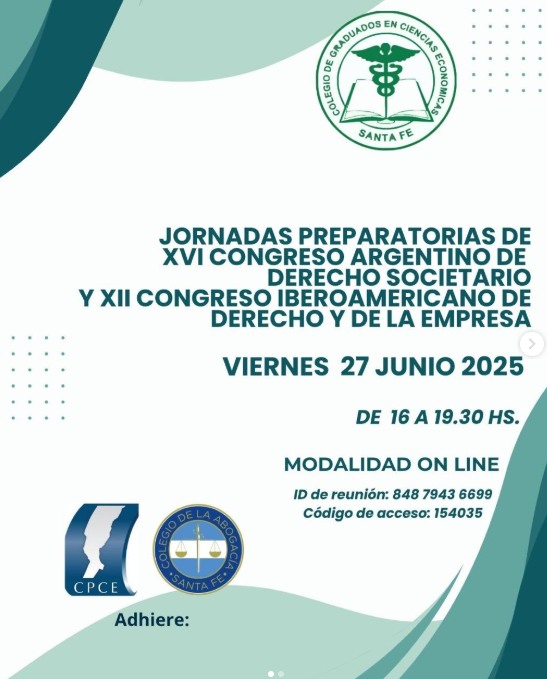 COLEGIO DE GRADUADOS EN CIENCIAS ECONOMICAS
SANTA FE
JORNADAS PREPARATORIAS DE
XVI CONGRESO ARGENTINO DE
DERECHO SOCIETARIO
Y XII CONGRESO IBEROAMERICANO DE
DERECHO Y DE LA EMPRESA
VIERNES 27 JUNIO 2025
DE 16 A 19.30 HS.
MODALIDAD ON LINE
ID de reunión: 848 7943 6699
Código de acceso: 154035
CPCE
COLEGIO DE LA ABOGACIA
SANTA FE
Adhiere: